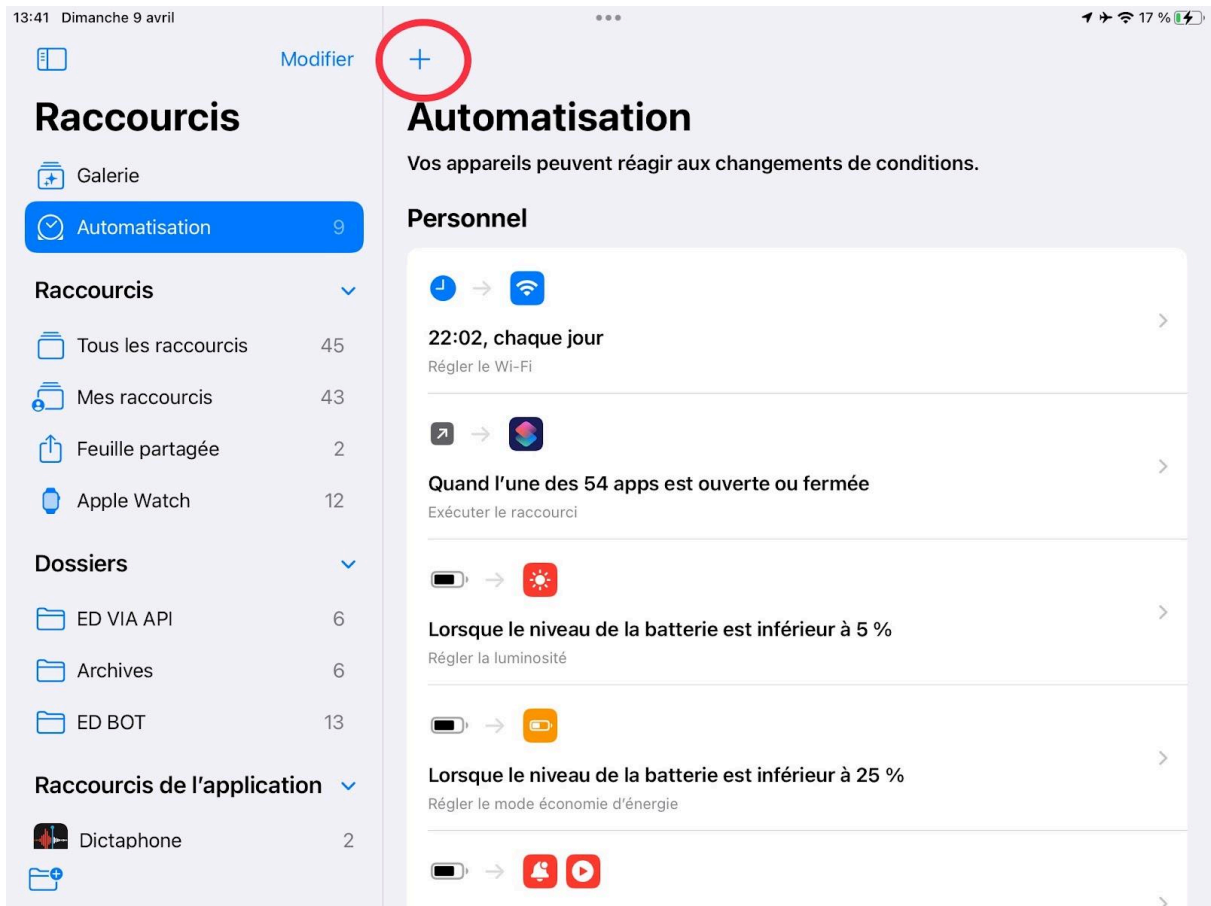 13:41 Dimanche 9 avril
17 %
Modifier
Raccourcis
Galerie
Automatisation 9
Raccourcis
Tous les raccourcis 45
Mes raccourcis 43
Feuille partagée 2
Apple Watch 12
Dossiers
ED VIA API 6
Archives 6
ED BOT 13
Raccourcis de l'application
Dictaphone 2
Automatisation
Vos appareils peuvent réagir aux changements de conditions.
Personnel
22:02, chaque jour
Régler le Wi-Fi
Quand l'une des 54 apps est ouverte ou fermée
Exécuter le raccourci
Lorsque le niveau de la batterie est inférieur à 5 %
Régler la luminosité
Lorsque le niveau de la batterie est inférieur à 25 %
Régler le mode économie d'énergie